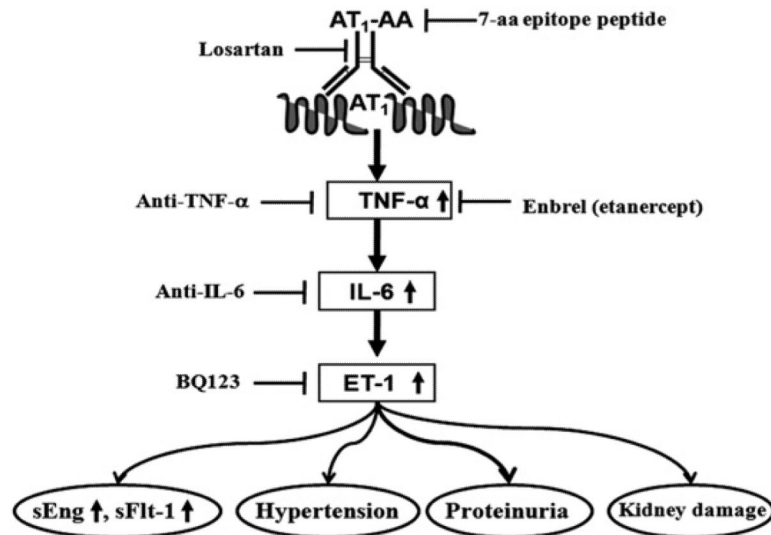 AT₁-AA
7-aa epitope peptide
Losartan
AT₁
Anti-TNF-α
TNF-α
Enbrel (etanercept)
Anti-IL-6
IL-6
BQ123
ET-1
sEng, sFlt-1
Hypertension
Proteinuria
Kidney damage